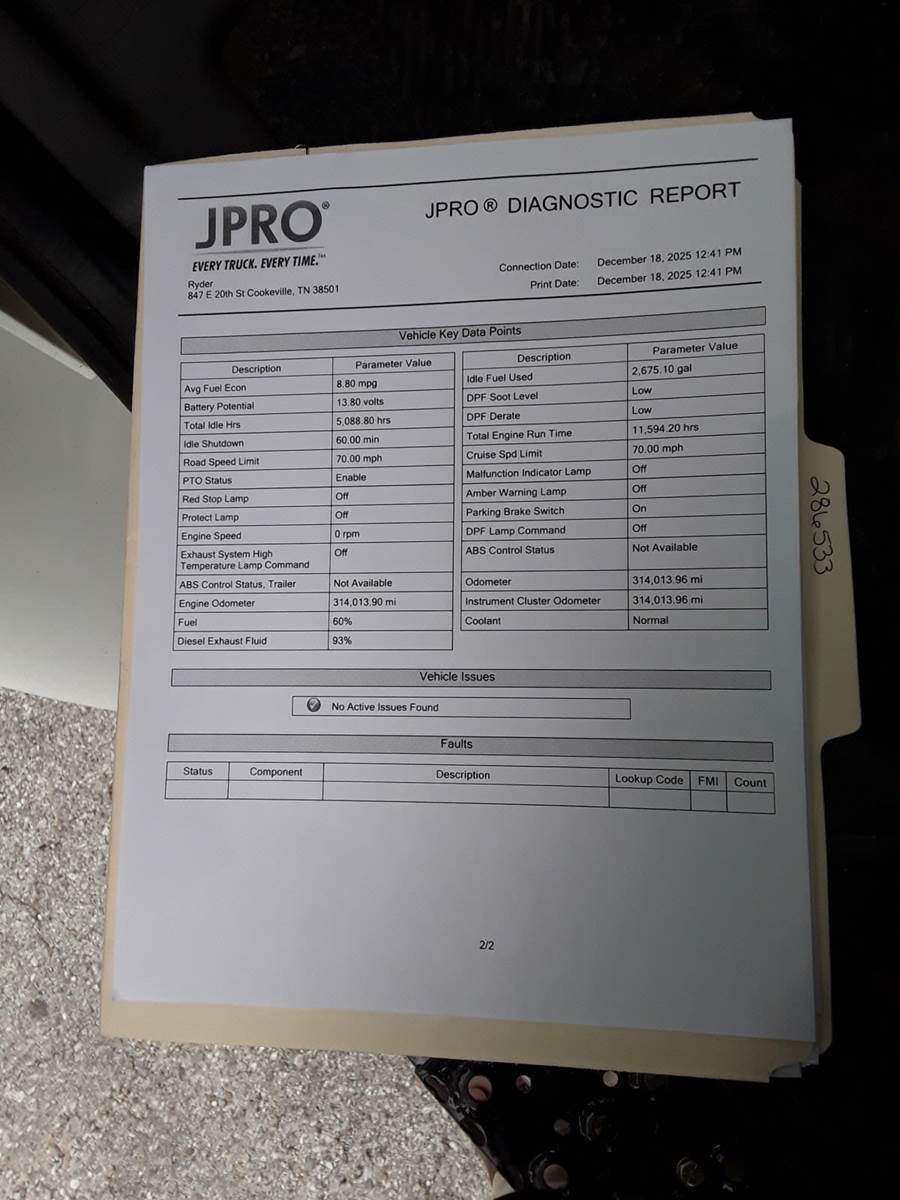 JPRO®
EVERY TRUCK. EVERY TIME.
JPRO® DIAGNOSTIC REPORT
Ryder
847 E 20th St Cookeville, TN 38501
Connection Date: December 18, 2025 12:41 PM
Print Date: December 18, 2025 12:41 PM
Vehicle Key Data Points
Description Parameter Value
Avg Fuel Econ 8.80 mpg
Battery Potential 13.80 volts
Total Idle Hrs 5,088.80 hrs
Idle Shutdown 60.00 min
Road Speed Limit 70.00 mph
PTO Status Enable
Red Stop Lamp Off
Protect Lamp Off
Engine Speed 0 rpm
Exhaust System High Off
Temperature Lamp Command
ABS Control Status, Trailer Not Available
Engine Odometer 314,013.90 mi
Fuel 60%
Diesel Exhaust Fluid 93%
Description Parameter Value
Idle Fuel Used 2,675.10 gal
DPF Soot Level Low
DPF Derate Low
Total Engine Run Time 11,594.20 hrs
Cruise Spd Limit 70.00 mph
Malfunction Indicator Lamp Off
Amber Warning Lamp Off
Parking Brake Switch On
DPF Lamp Command Off
ABS Control Status Not Available
Odometer 314,013.96 mi
Instrument Cluster Odometer 314,013.96 mi
Coolant Normal
Vehicle Issues
No Active Issues Found
Faults
Status Component Description Lookup Code FMI Count
2/2
286533